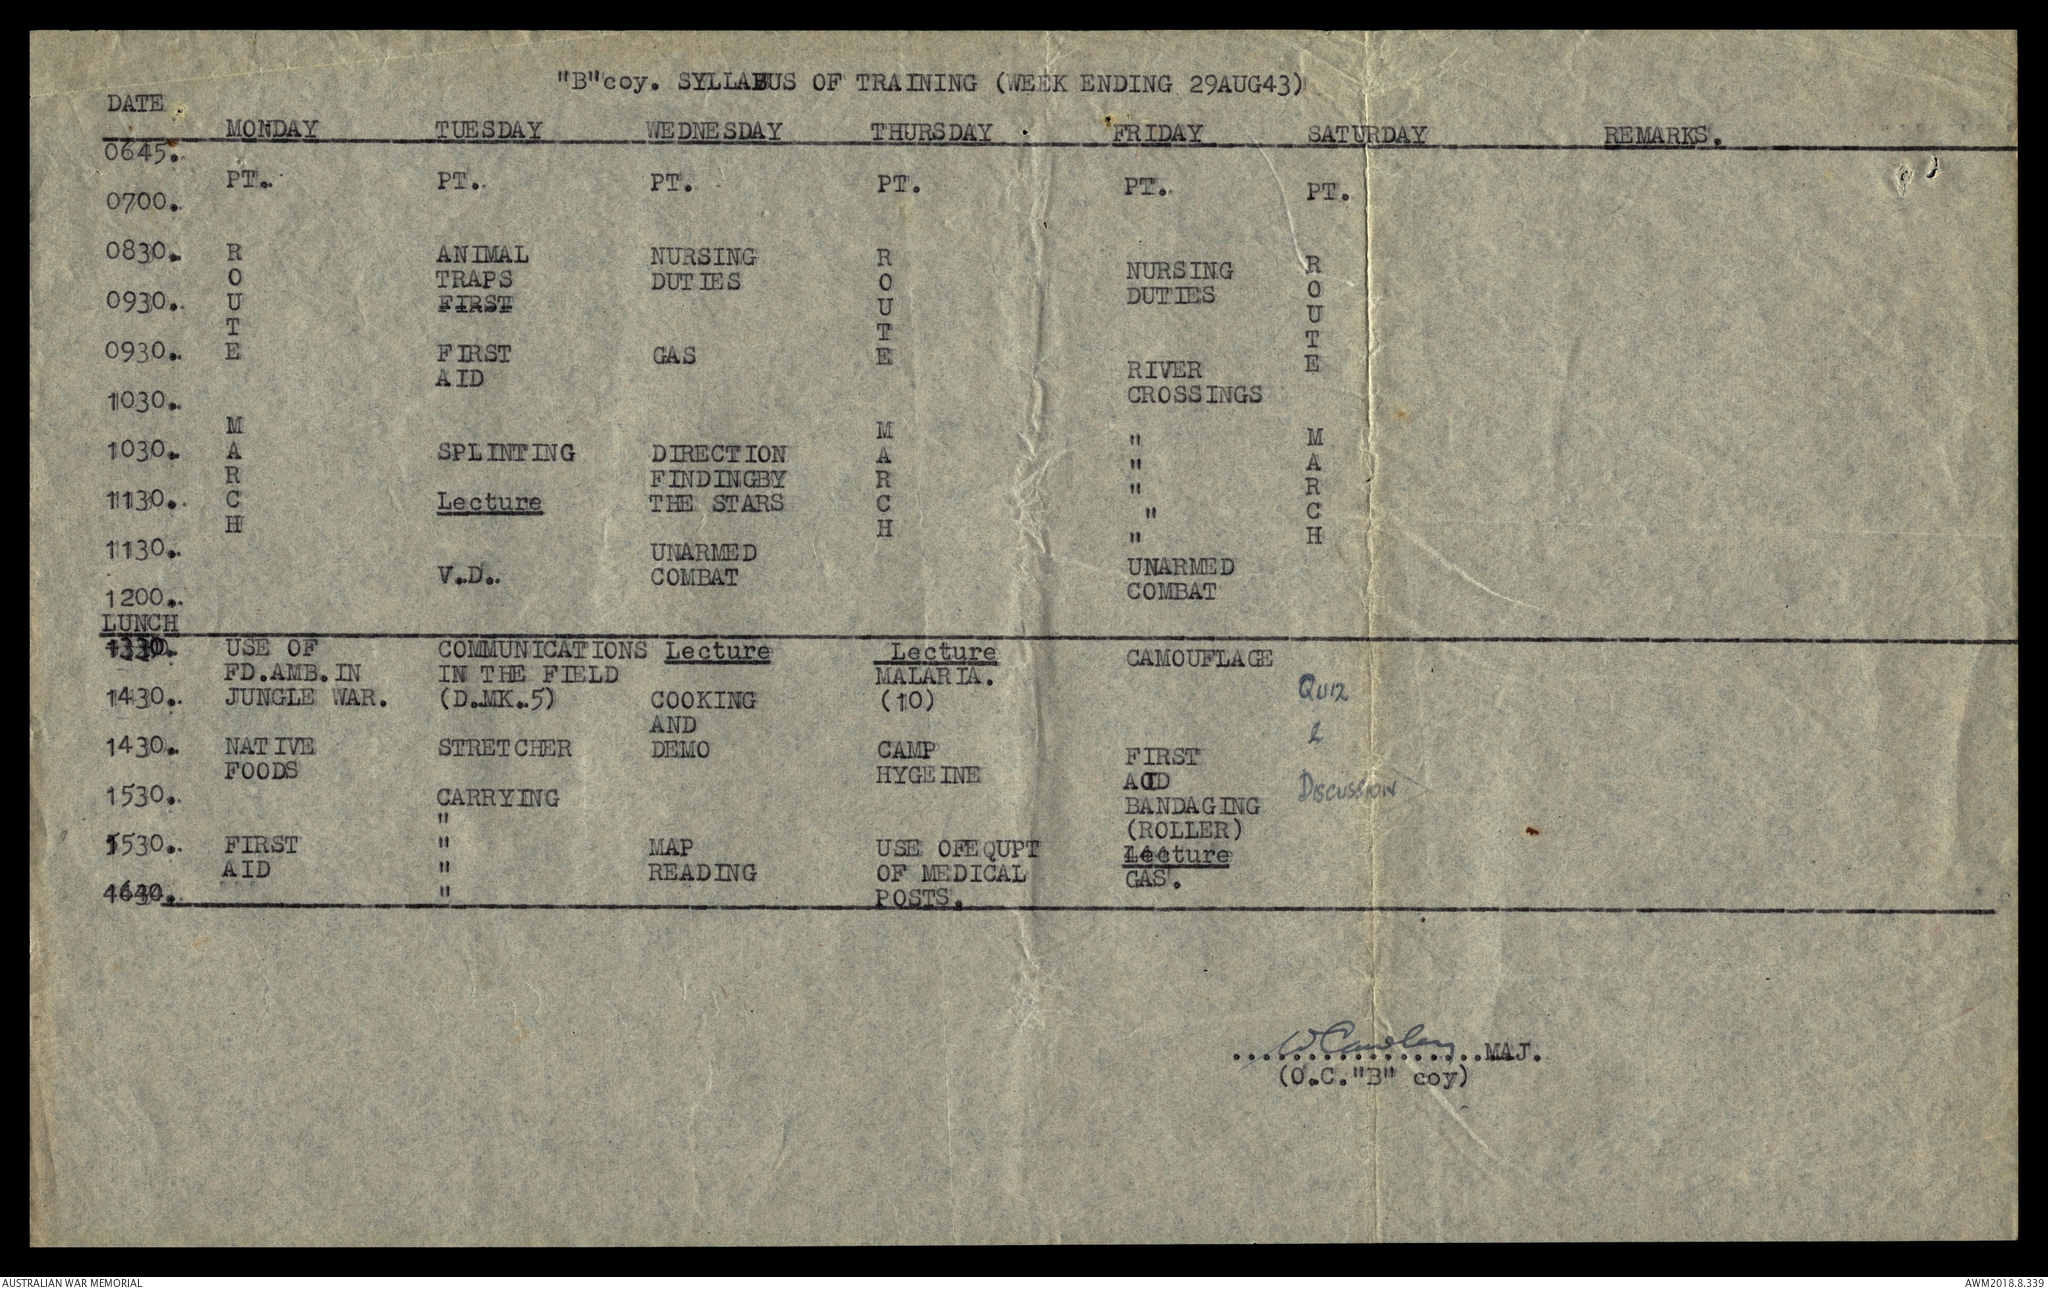 "B"coy. SYLLABUS OF TRAINING (WEEK ENDING 29AUG43)
DATE
MONDAY TUESDAY WEDNESDAY THURSDAY FRIDAY SATURDAY REMARKS.
0645.
PT. PT. PT. PT. PT. PT.
0700.
0830. R ANIMAL NURSING R NURSING R
O TRAPS DUTIES O DUTIES O
0930. U FIRST U U
T T T
0930. E FIRST GAS E RIVER E
AID CROSSINGS
1030.
M M " M
1030. A SPLINTING DIRECTION A " A
R FINDINGBY R " R
1130. C Lecture THE STARS C " C
H H " H
1130. UNARMED UNARMED
V.D. COMBAT COMBAT
1200.
LUNCH
1330. USE OF COMMUNICATIONS Lecture Lecture CAMOUFLAGE
FD.AMB.IN IN THE FIELD MALARIA.
1430. JUNGLE WAR. (D.MK.5) COOKING (10) QUIZ
AND &
1430. NATIVE STRETCHER DEMO CAMP FIRST
FOODS HYGEINE AID DISCUSSION
1530. CARRYING BANDAGING
" (ROLLER)
1530. FIRST " MAP USE OFEQUPT Lecture
AID " READING OF MEDICAL GAS.
1630. " POSTS.
................MAJ.
(O.C."B" coy)
AUSTRALIAN WAR MEMORIAL
AWM2018.8.339